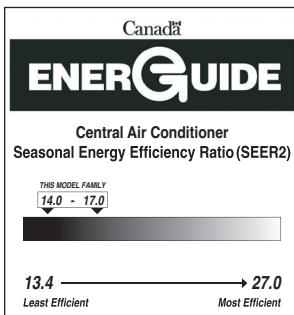 Canada
ENERGUIDE
Central Air Conditioner
Seasonal Energy Efficiency Ratio (SEER2)
THIS MODEL FAMILY
14.0 - 17.0
13.4 27.0
Least Efficient Most Efficient